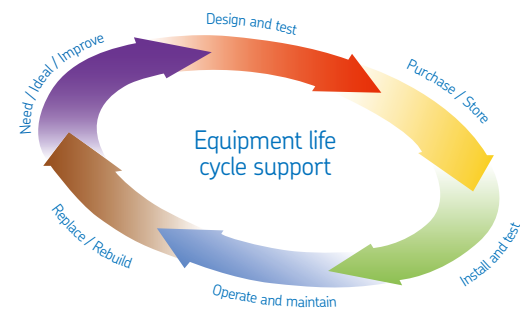 Design and test
Need / Ideal / Improve
Purchase / Store
Equipment life
cycle support
Replace / Rebuild
Install and test
Operate and maintain